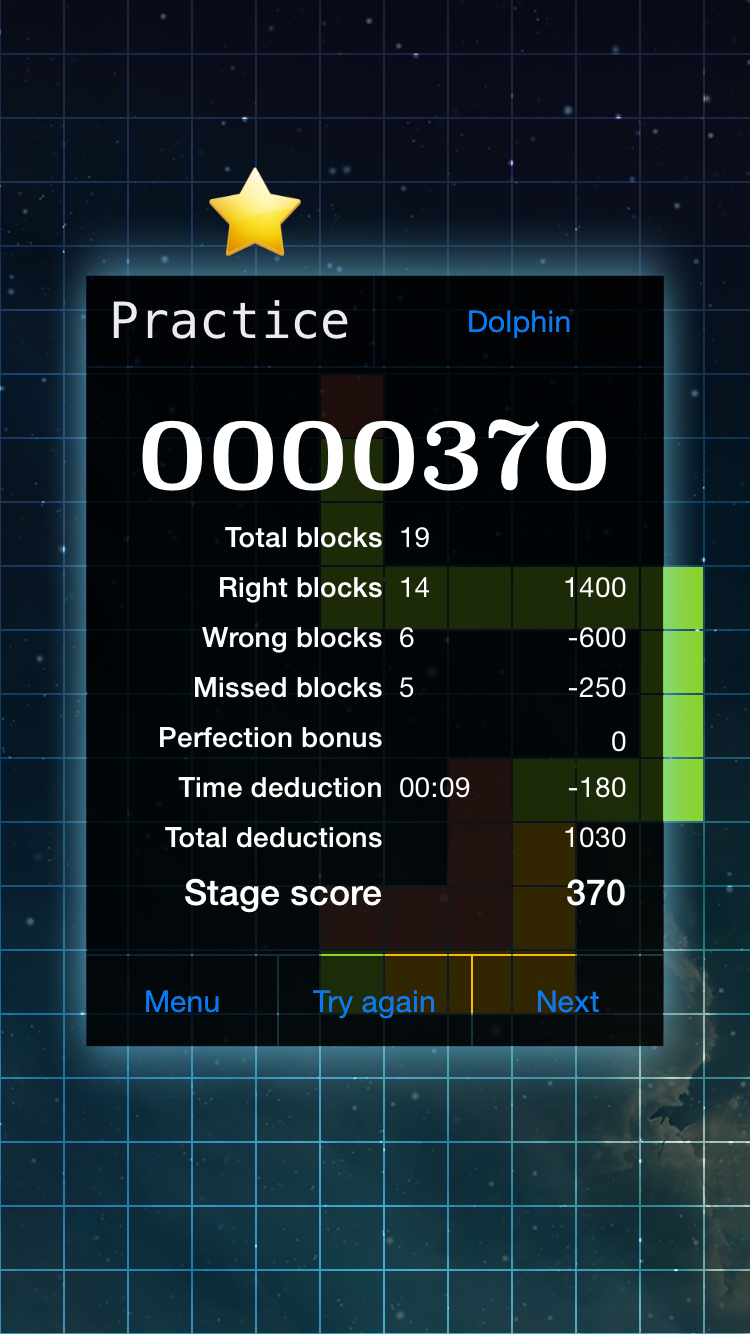 Practice Dolphin
0000370
Total blocks 19
Right blocks 14 1400
Wrong blocks 6 -600
Missed blocks 5 -250
Perfection bonus 0
Time deduction 00:09 -180
Total deductions 1030
Stage score 370
Menu Try again Next